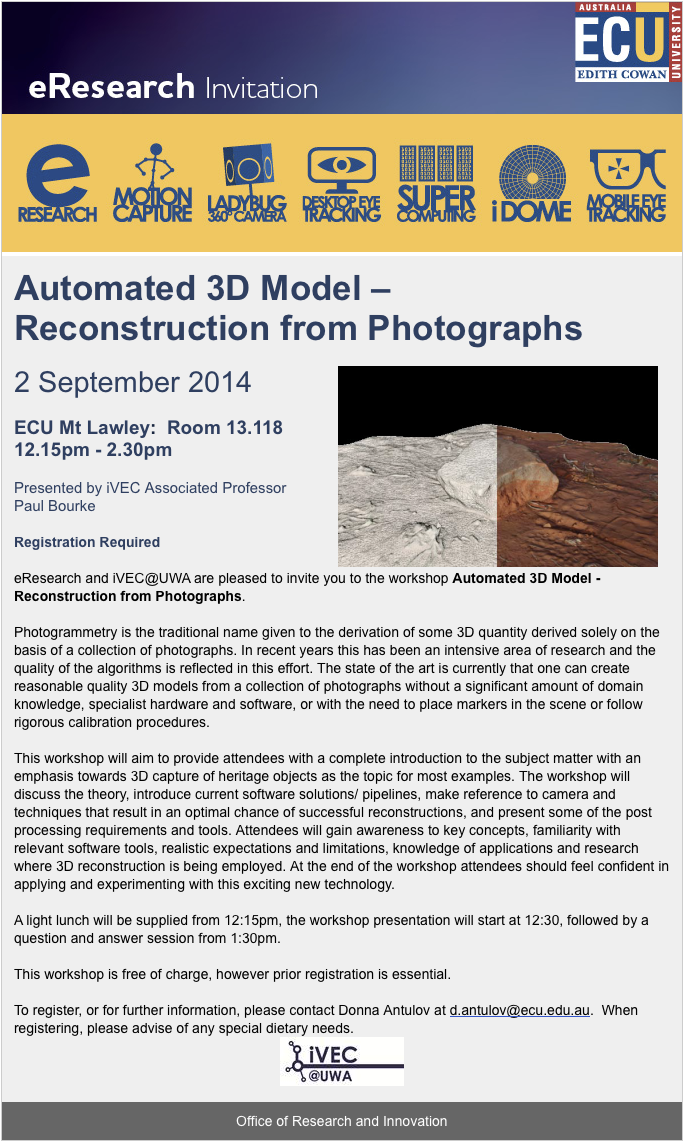 AUSTRALIA
ECU
EDITH COWAN
UNIVERSITY
eResearch Invitation
e
RESEARCH
MOTION
CAPTURE
LADYBUG
360° CAMERA
DESKTOP EYE
TRACKING
SUPER
COMPUTING
iDOME
MOBILE EYE
TRACKING
Automated 3D Model –
Reconstruction from Photographs
2 September 2014
ECU Mt Lawley:  Room 13.118
12.15pm - 2.30pm
Presented by iVEC Associated Professor
Paul Bourke
Registration Required
eResearch and iVEC@UWA are pleased to invite you to the workshop Automated 3D Model -
Reconstruction from Photographs.
Photogrammetry is the traditional name given to the derivation of some 3D quantity derived solely on the
basis of a collection of photographs. In recent years this has been an intensive area of research and the
quality of the algorithms is reflected in this effort. The state of the art is currently that one can create
reasonable quality 3D models from a collection of photographs without a significant amount of domain
knowledge, specialist hardware and software, or with the need to place markers in the scene or follow
rigorous calibration procedures.
This workshop will aim to provide attendees with a complete introduction to the subject matter with an
emphasis towards 3D capture of heritage objects as the topic for most examples. The workshop will
discuss the theory, introduce current software solutions/ pipelines, make reference to camera and
techniques that result in an optimal chance of successful reconstructions, and present some of the post
processing requirements and tools. Attendees will gain awareness to key concepts, familiarity with
relevant software tools, realistic expectations and limitations, knowledge of applications and research
where 3D reconstruction is being employed. At the end of the workshop attendees should feel confident in
applying and experimenting with this exciting new technology.
A light lunch will be supplied from 12:15pm, the workshop presentation will start at 12:30, followed by a
question and answer session from 1:30pm.
This workshop is free of charge, however prior registration is essential.
To register, or for further information, please contact Donna Antulov at d.antulov@ecu.edu.au.  When
registering, please advise of any special dietary needs.
iVEC
@UWA
Office of Research and Innovation